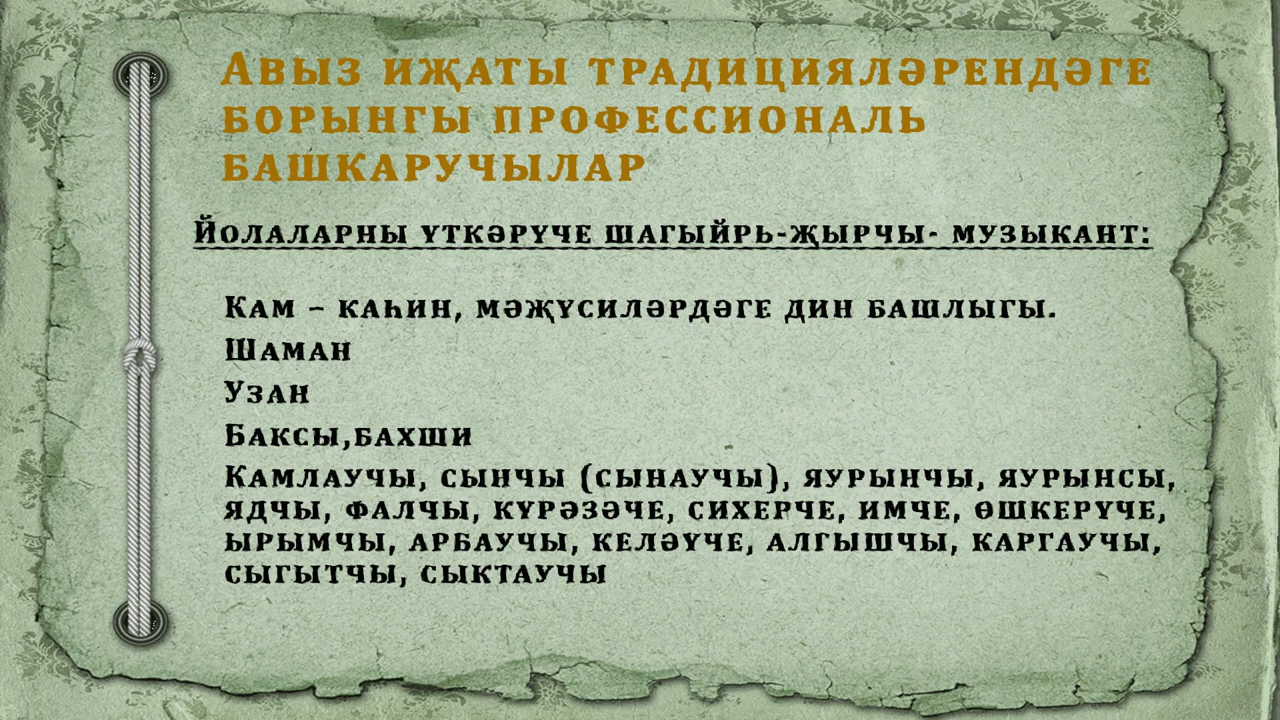 Авыз иҗаты традицияләрендәге
борынгы профессиональ
башкаручылар
Йолаларны үткәрүче шагыйрь-җырчы- музыкант:
Кам – каһин, мәҗүсиләрдәге дин башлыгы.
Шаман
Узан
Баксы,бахши
Камлаучы, сынчы (сынаучы), яурынчы, яурынсы,
ядчы, фалчы, күрәзәче, сихерче, имче, өшкерүче,
ырымчы, арбаучы, келәүче, алгышчы, каргаучы,
сыгытчы, сыктаучы